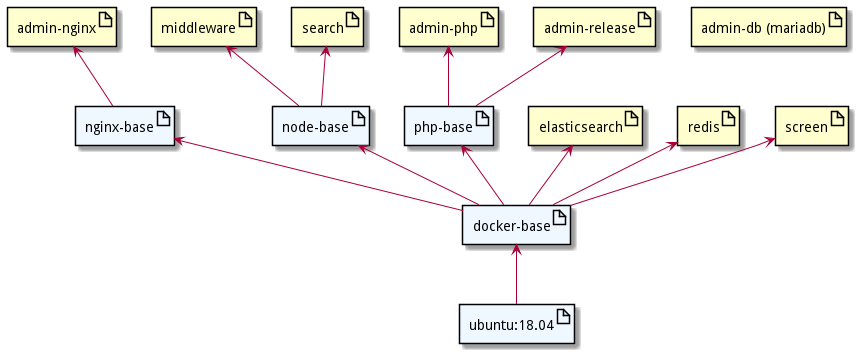 admin-nginx
middleware
search
admin-php
admin-release
admin-db (mariadb)
nginx-base
node-base
php-base
elasticsearch
redis
screen
docker-base
ubuntu:18.04